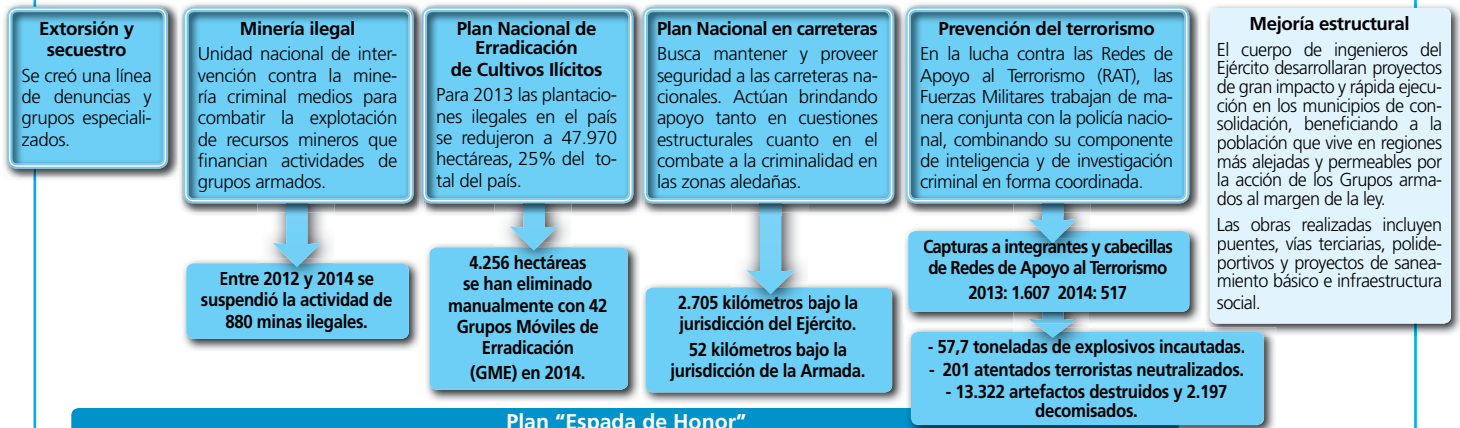 Extorsión y
secuestro
Se creó una línea
de denuncias y
grupos especiali-
zados.
Minería ilegal
Unidad nacional de inter-
vención contra la mine-
ría criminal medios para
combatir la explotación
de recursos mineros que
financian actividades de
grupos armados.
Entre 2012 y 2014 se
suspendió la actividad de
880 minas ilegales.
Plan Nacional de
Erradicación
de Cultivos Ilícitos
Para 2013 las plantacio-
nes ilegales en el país
se redujeron a 47.970
hectáreas, 25% del to-
tal del país.
4.256 hectáreas
se han eliminado
manualmente con 42
Grupos Móviles de
Erradicación
(GME) en 2014.
Plan Nacional en carreteras
Busca mantener y proveer
seguridad a las carreteras na-
cionales. Actúan brindando
apoyo tanto en cuestiones
estructurales cuanto en el
combate a la criminalidad en
las zonas aledañas.
2.705 kilómetros bajo la
jurisdicción del Ejército.
52 kilómetros bajo la
jurisdicción de la Armada.
Prevención del terrorismo
En la lucha contra las Redes de
Apoyo al Terrorismo (RAT), las
Fuerzas Militares trabajan de ma-
nera conjunta con la policía nacio-
nal, combinando su componente
de inteligencia y de investigación
criminal en forma coordinada.
Capturas a integrantes y cabecillas
de Redes de Apoyo al Terrorismo
2013: 1.607 2014: 517
- 57,7 toneladas de explosivos incautadas.
- 201 atentados terroristas neutralizados.
- 13.322 artefactos destruidos y 2.197
decomisados.
Mejoría estructural
El cuerpo de ingenieros del
Ejército desarrollaran proyectos
de gran impacto y rápida ejecu-
ción en los municipios de con-
solidación, beneficiando a la
población que vive en regiones
más alejadas y permeables por
la acción de los Grupos arma-
dos al margen de la ley.
Las obras realizadas incluyen
puentes, vías terciarias, polide-
portivos y proyectos de sanea-
miento básico e infraestructura
social.
Plan "Espada de Honor"